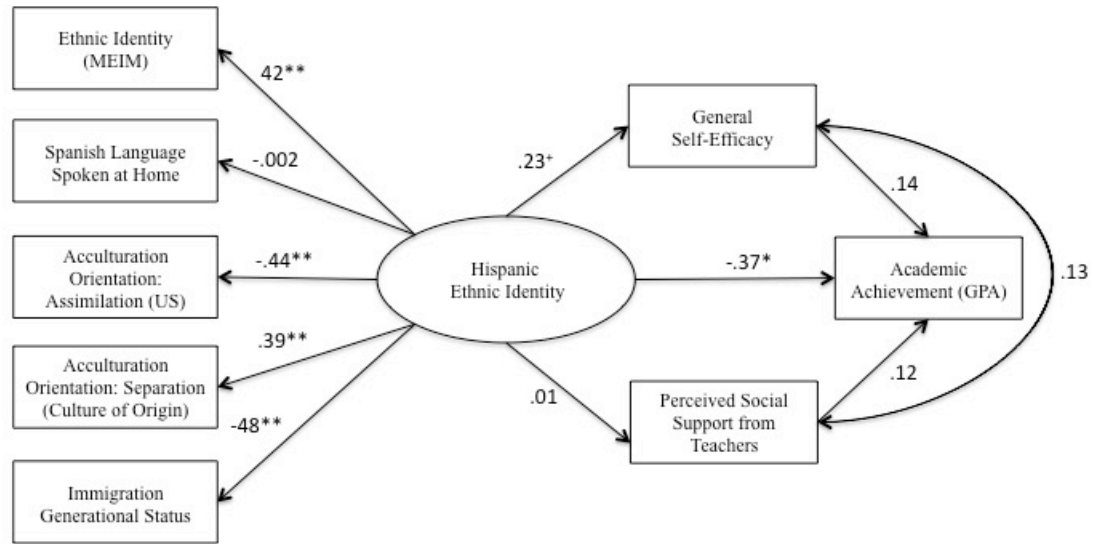 Ethnic Identity
(MEIM)
42**
Spanish Language
Spoken at Home
-.002
Acculturation
Orientation:
Assimilation (US)
-.44**
Acculturation
Orientation: Separation
(Culture of Origin)
.39**
Immigration
Generational Status
-48**
Hispanic
Ethnic Identity
.23+
-.37*
.01
General
Self-Efficacy
.14
Academic
Achievement (GPA)
.13
.12
Perceived Social
Support from
Teachers